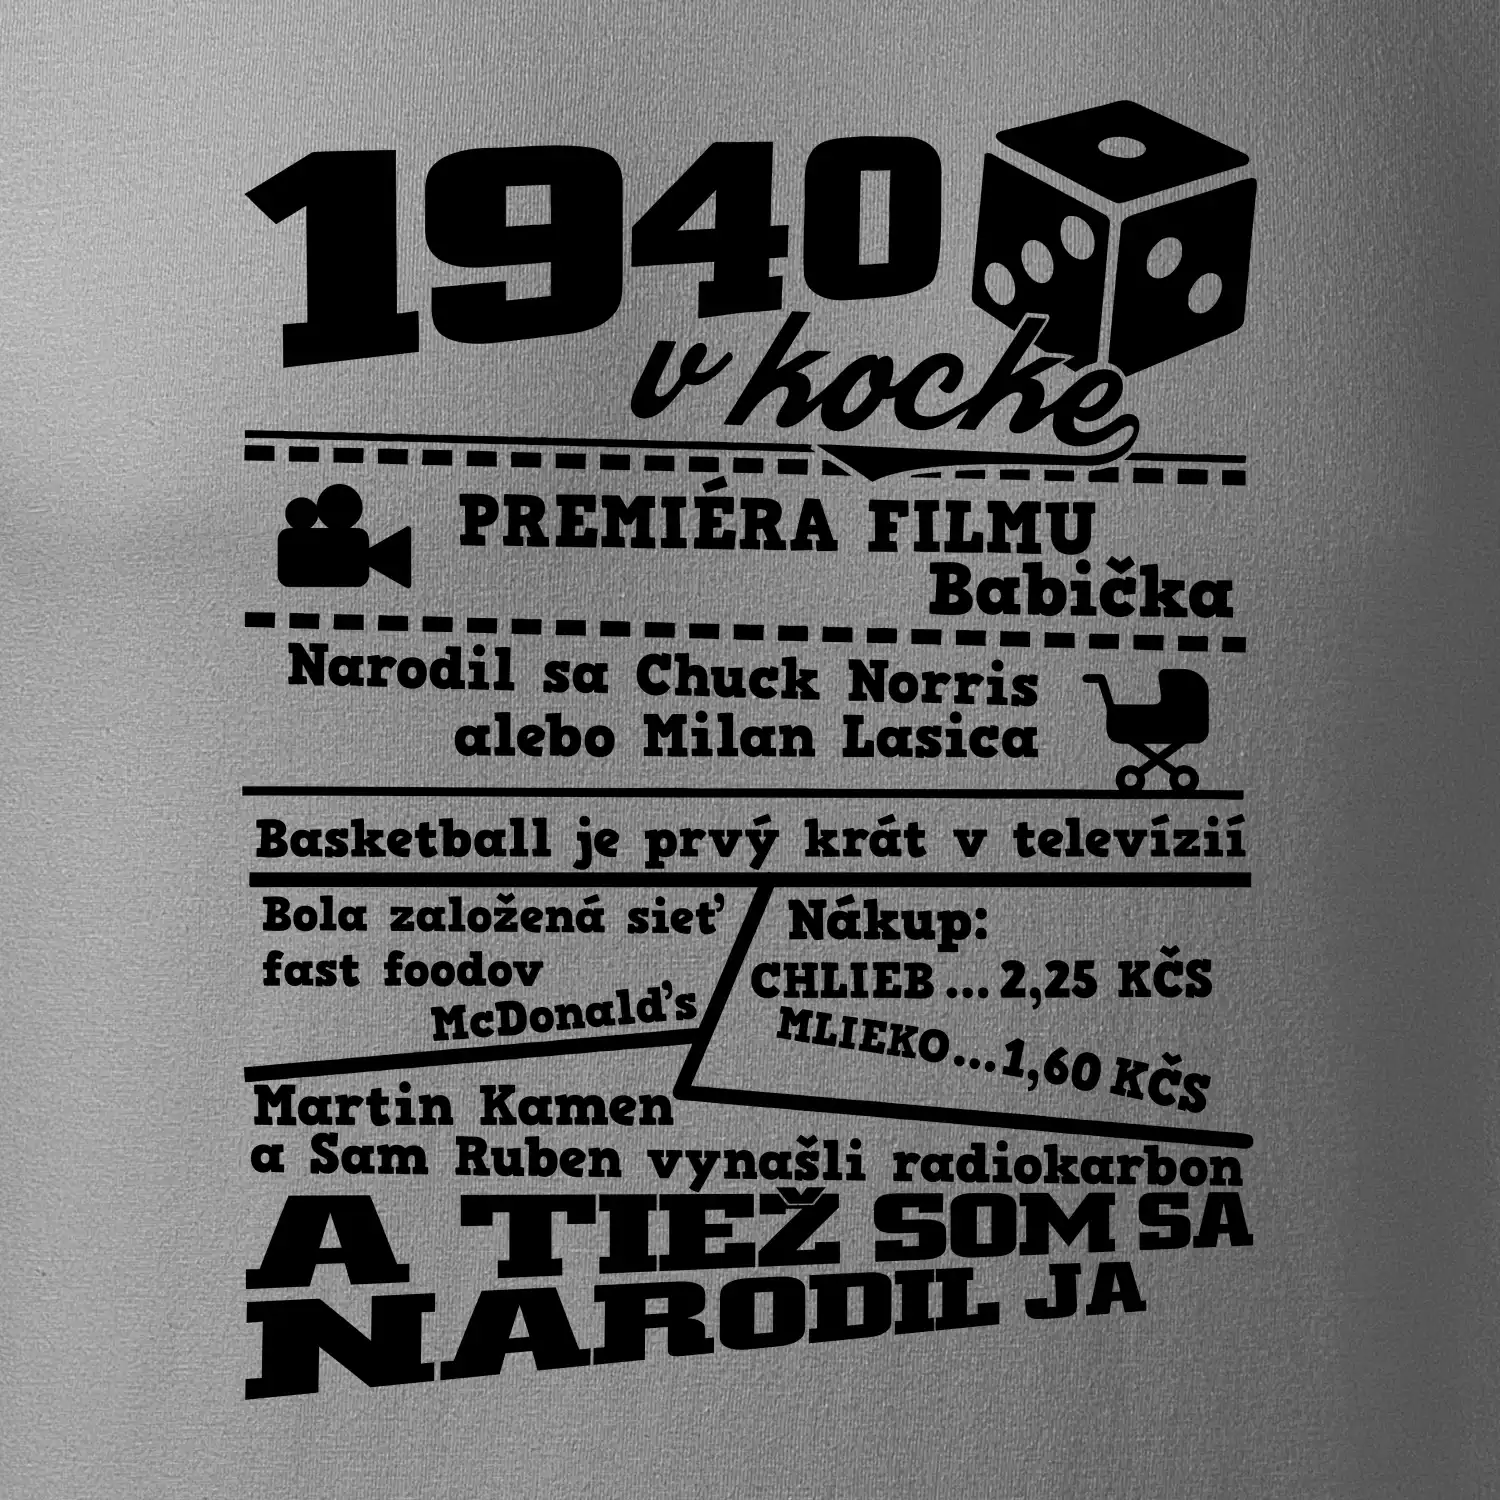 1940
v kocke
PREMIÉRA FILMU
Babička
Narodil sa Chuck Norris
alebo Milan Lasica
Basketball je prvý krát v televízií
Bola založená sieť
fast foodov
McDonald's
Nákup:
CHLIEB...2,25 KČS
MLIEKO...1,60 KČS
Martin Kamen
a Sam Ruben vynašli radiokarbon
A TIEŽ SOM SA
NARODIL JA